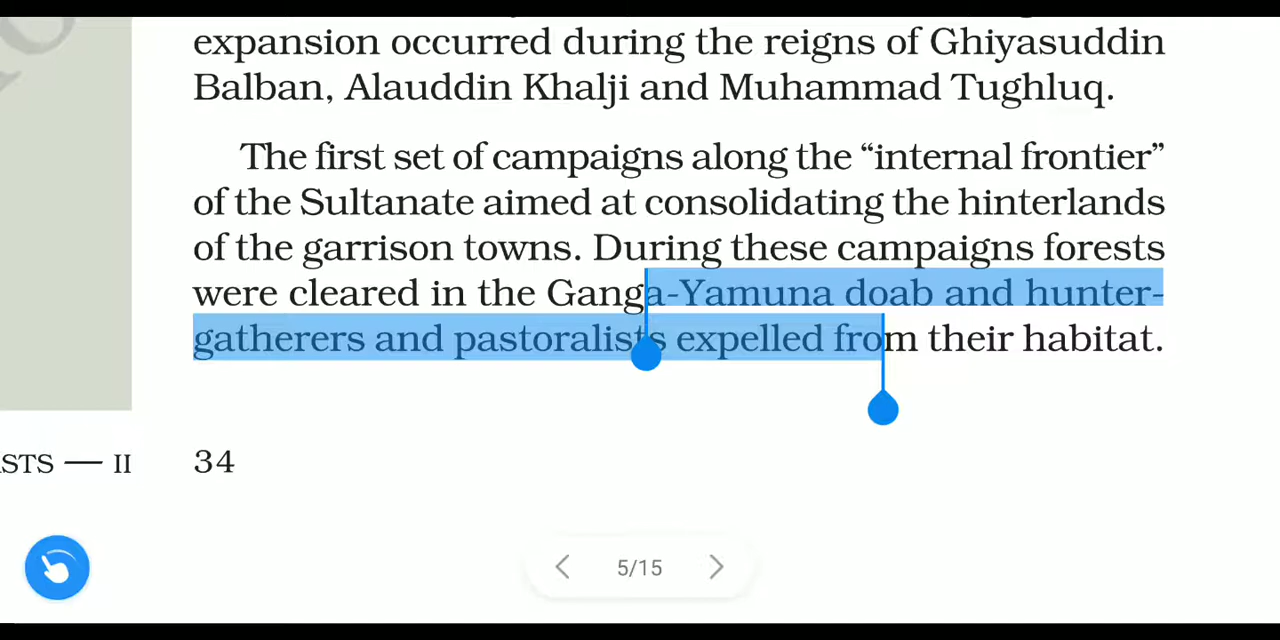 expansion occurred during the reigns of Ghiyasuddin
Balban, Alauddin Khalji and Muhammad Tughluq.
The first set of campaigns along the “internal frontier”
of the Sultanate aimed at consolidating the hinterlands
of the garrison towns. During these campaigns forests
were cleared in the Ganga-Yamuna doab and hunter-
gatherers and pastoralists expelled from their habitat.
STS — II 34
5/15